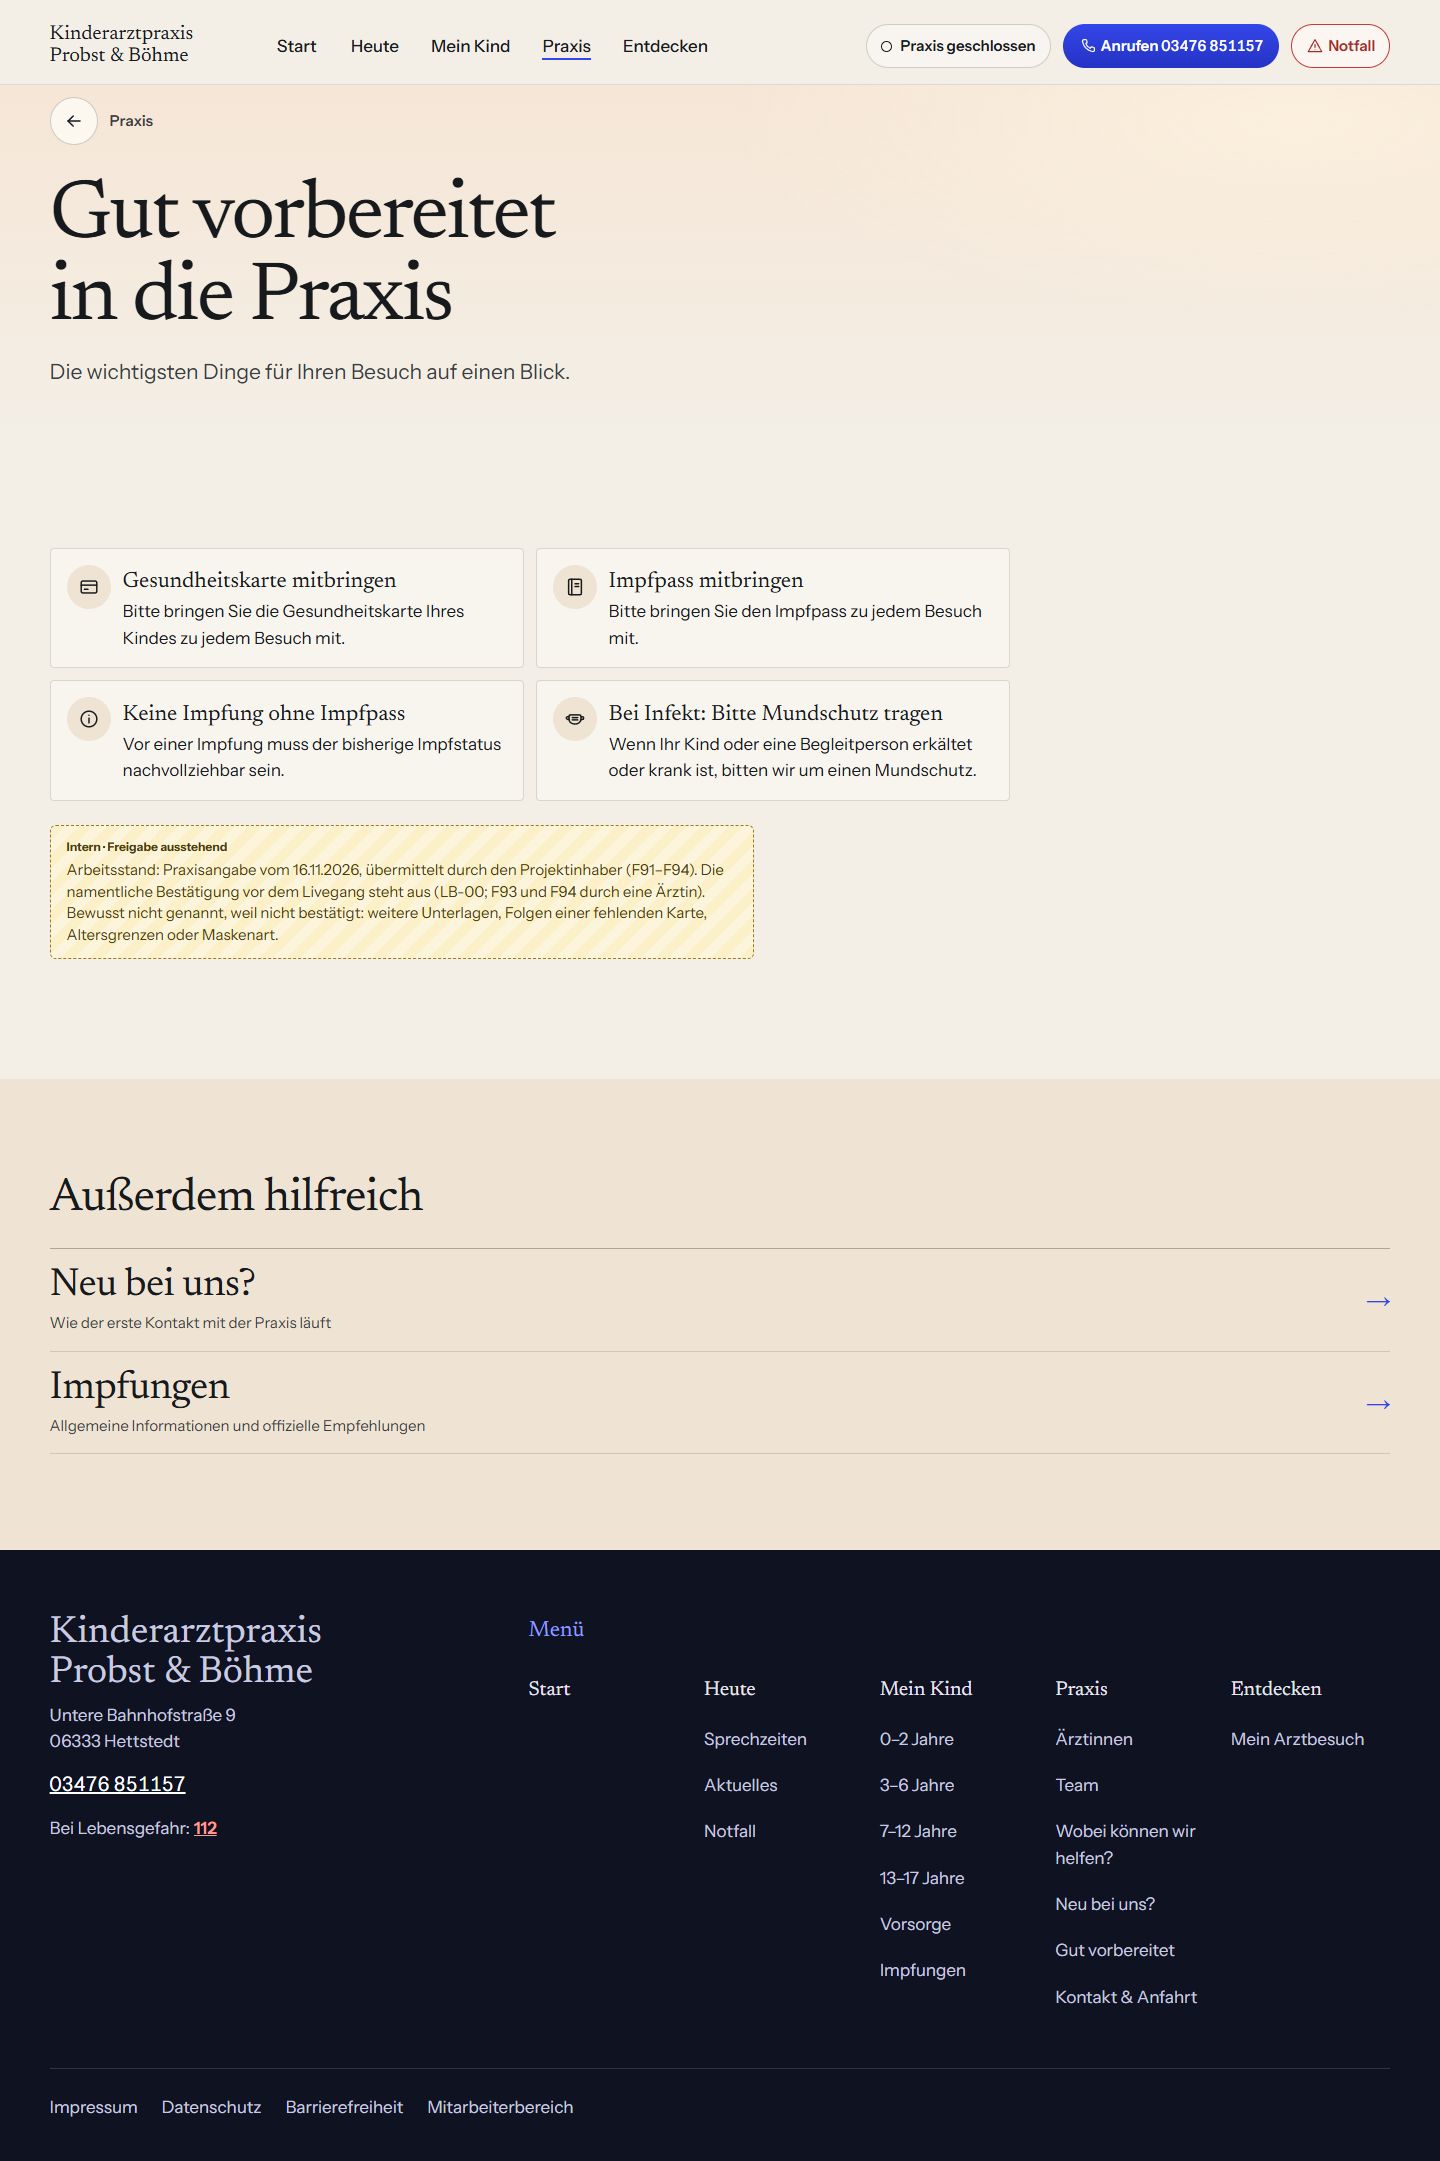 Kinderarztpraxis
Probst & Böhme
Start
Heute
Mein Kind
Praxis
Entdecken
Praxis geschlossen
Anrufen 03476 851157
Notfall
Praxis
Gut vorbereitet
in die Praxis
Die wichtigsten Dinge für Ihren Besuch auf einen Blick.
Gesundheitskarte mitbringen
Bitte bringen Sie die Gesundheitskarte Ihres
Kindes zu jedem Besuch mit.
Impfpass mitbringen
Bitte bringen Sie den Impfpass zu jedem Besuch
mit.
Keine Impfung ohne Impfpass
Vor einer Impfung muss der bisherige Impfstatus
nachvollziehbar sein.
Bei Infekt: Bitte Mundschutz tragen
Wenn Ihr Kind oder eine Begleitperson erkältet
oder krank ist, bitten wir um einen Mundschutz.
Intern · Freigabe ausstehend
Arbeitsstand: Praxisangabe vom 16.11.2026, übermittelt durch den Projektinhaber (F91–F94). Die
namentliche Bestätigung vor dem Livegang steht aus (LB-00; F93 und F94 durch eine Ärztin).
Bewusst nicht genannt, weil nicht bestätigt: weitere Unterlagen, Folgen einer fehlenden Karte,
Altersgrenzen oder Maskenart.
Außerdem hilfreich
Neu bei uns?
Wie der erste Kontakt mit der Praxis läuft
Impfungen
Allgemeine Informationen und offizielle Empfehlungen
Kinderarztpraxis
Probst & Böhme
Untere Bahnhofstraße 9
06333 Hettstedt
03476 851157
Bei Lebensgefahr: 112
Menü
Start
Heute
Sprechzeiten
Aktuelles
Notfall
Mein Kind
0–2 Jahre
3–6 Jahre
7–12 Jahre
13–17 Jahre
Vorsorge
Impfungen
Praxis
Ärztinnen
Team
Wobei können wir
helfen?
Neu bei uns?
Gut vorbereitet
Kontakt & Anfahrt
Entdecken
Mein Arztbesuch
Impressum
Datenschutz
Barrierefreiheit
Mitarbeiterbereich